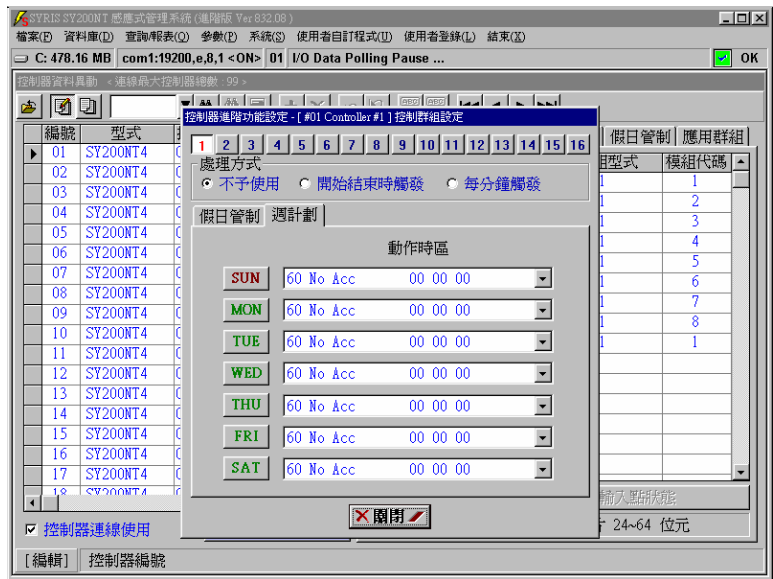 SYRIS SY200NT 感應式管理系統 (進階版 Ver 832.08 )
檔案(F) 資料庫(D) 查詢/報表(Q) 參數(P) 系統(S) 使用者自訂程式(U) 使用者登錄(L) 結束(Z)
C: 478.16 MB com1:19200,e,8,1 <ON> 01 I/O Data Polling Pause ... OK
控制器資料異動 < 連線最大控制器總數 : 99 >
控制器進階功能設定 - [ #01 Controller #1 ] 控制群組設定
1 2 3 4 5 6 7 8 9 10 11 12 13 14 15 16
處理方式
不予使用 開始結束時觸發 每分鐘觸發
假日管制 週計劃
動作時區
SUN 60 No Acc 00 00 00
MON 60 No Acc 00 00 00
TUE 60 No Acc 00 00 00
WED 60 No Acc 00 00 00
THU 60 No Acc 00 00 00
FRI 60 No Acc 00 00 00
SAT 60 No Acc 00 00 00
關閉
編號 型式
01 SY200NT4
02 SY200NT4
03 SY200NT4
04 SY200NT4
05 SY200NT4
06 SY200NT4
07 SY200NT4
08 SY200NT4
09 SY200NT4
10 SY200NT4
11 SY200NT4
12 SY200NT4
13 SY200NT4
14 SY200NT4
15 SY200NT4
16 SY200NT4
17 SY200NT4
18 SY200NT4
假日管制 應用群組
型式 模組代碼
1
2
3
4
5
6
7
8
1
輸入點狀態
24~64 位元
控制器連線使用
[編輯] 控制器編號